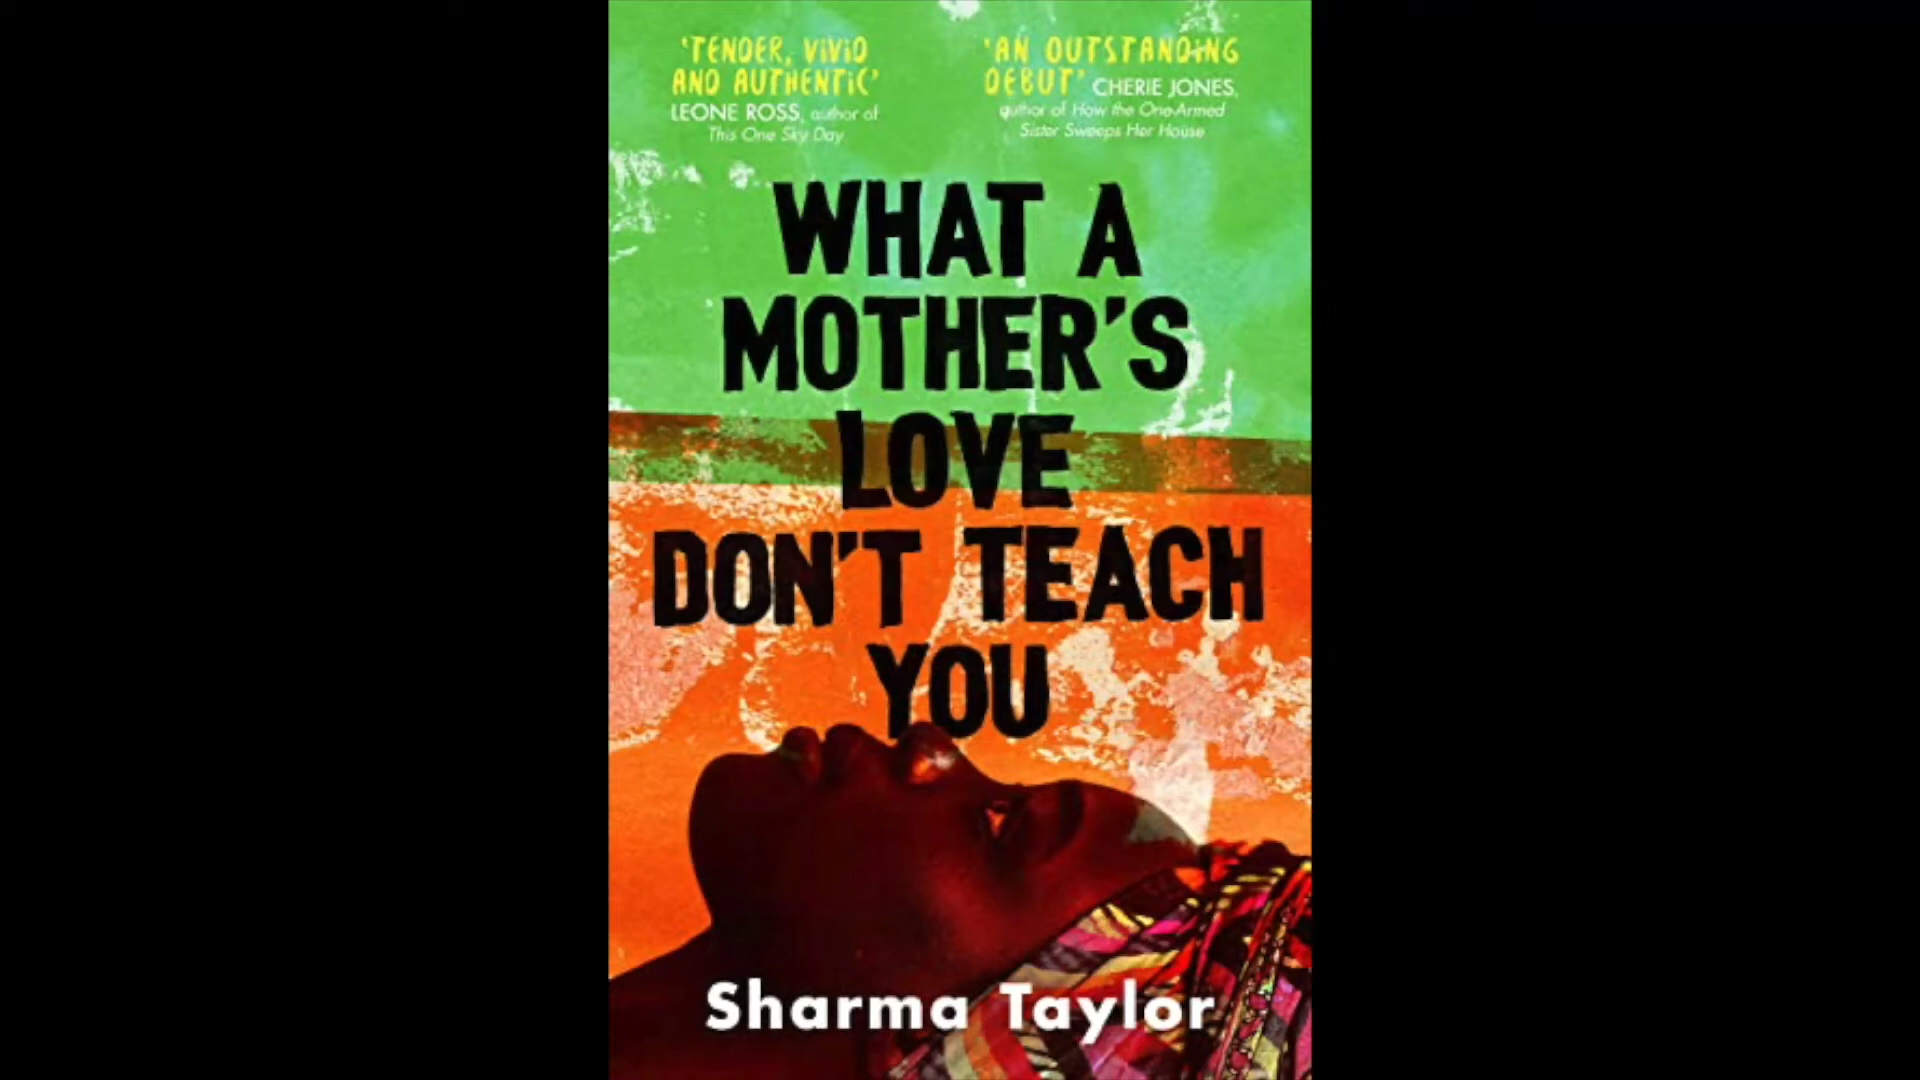 'TENDER, VIVID
AND AUTHENTIC'
LEONE ROSS, author of
This One Sky Day
'AN OUTSTANDING
DEBUT' CHERIE JONES,
author of How the One-Armed
Sister Sweeps Her House
WHAT A
MOTHER'S
LOVE
DON'T TEACH
YOU
Sharma Taylor